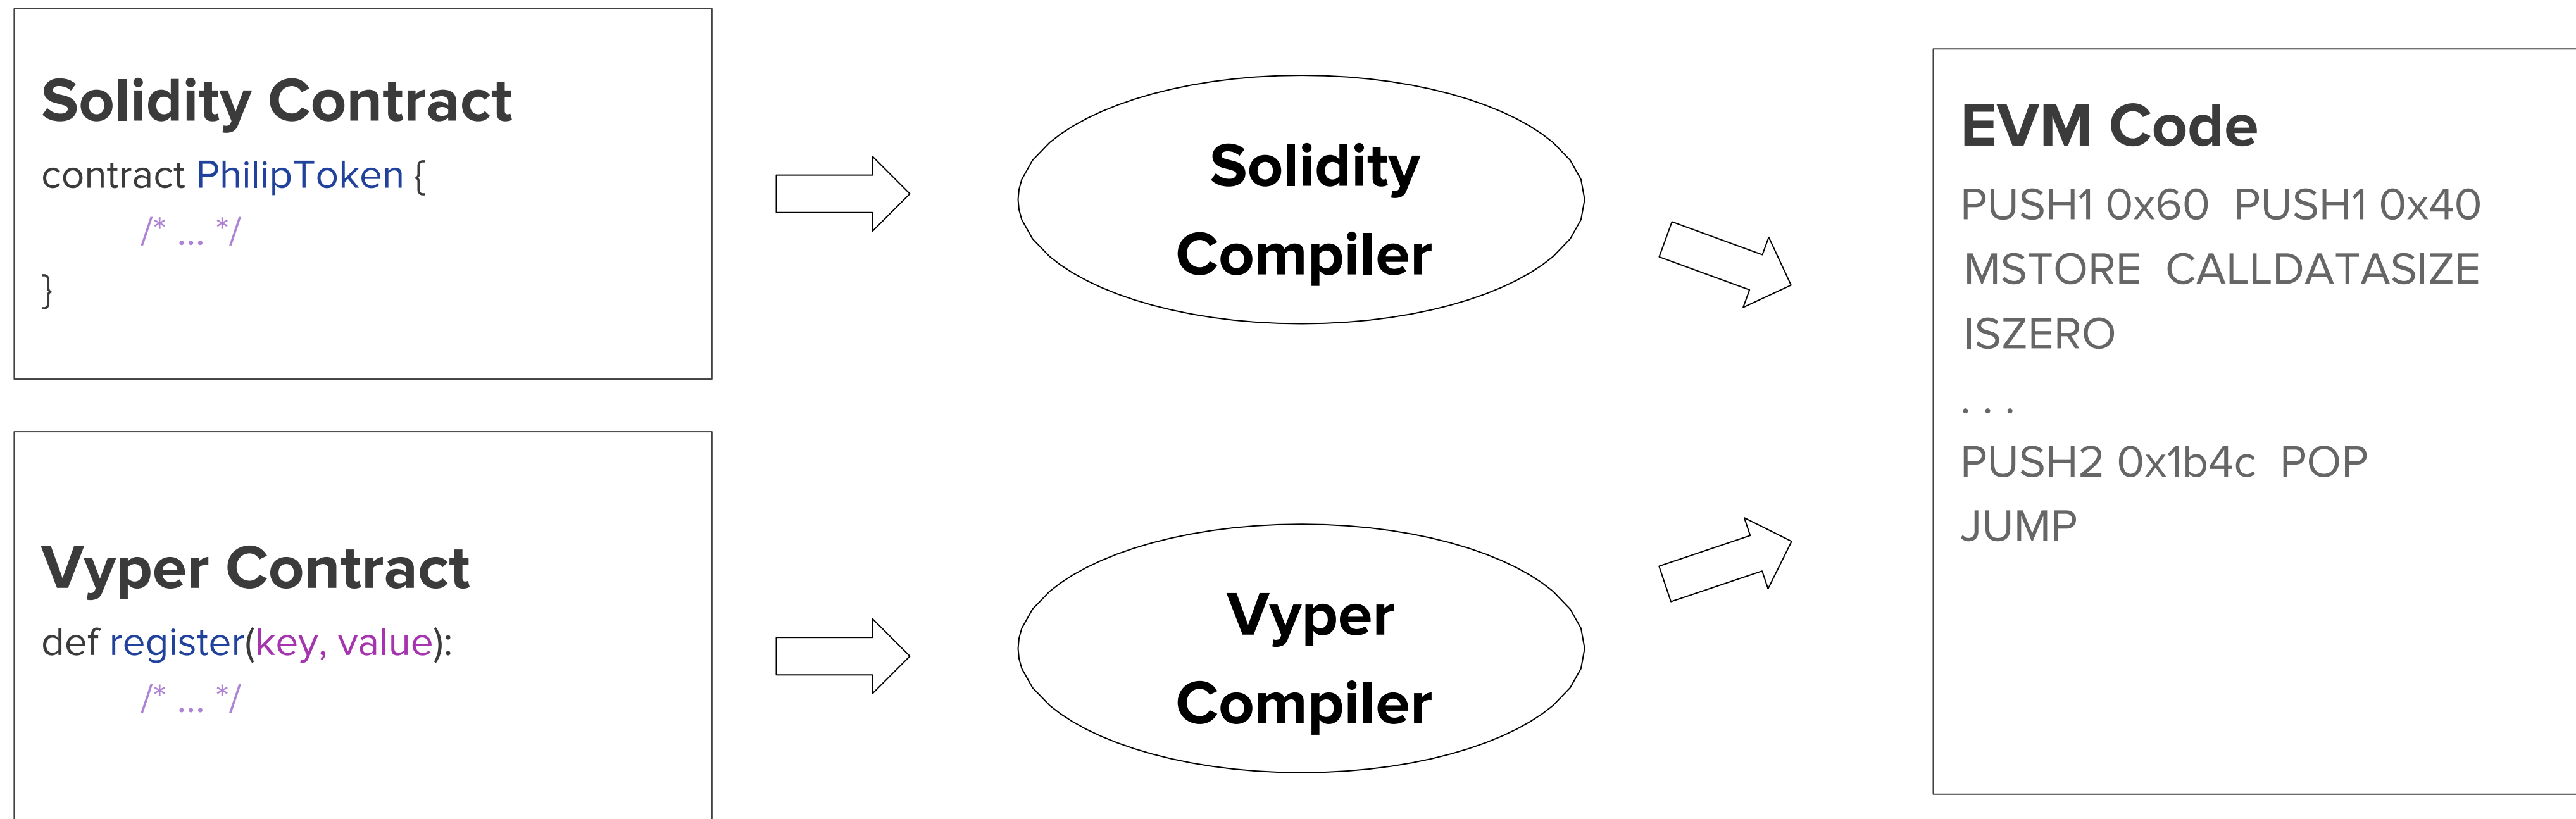 Solidity Contract
contract PhilipToken {
/* ... */
}
Solidity
Compiler
Vyper Contract
def register(key, value):
/* ... */
Vyper
Compiler
EVM Code
PUSH1 0x60 PUSH1 0x40
MSTORE CALLDATASIZE
ISZERO
. . .
PUSH2 0x1b4c POP
JUMP